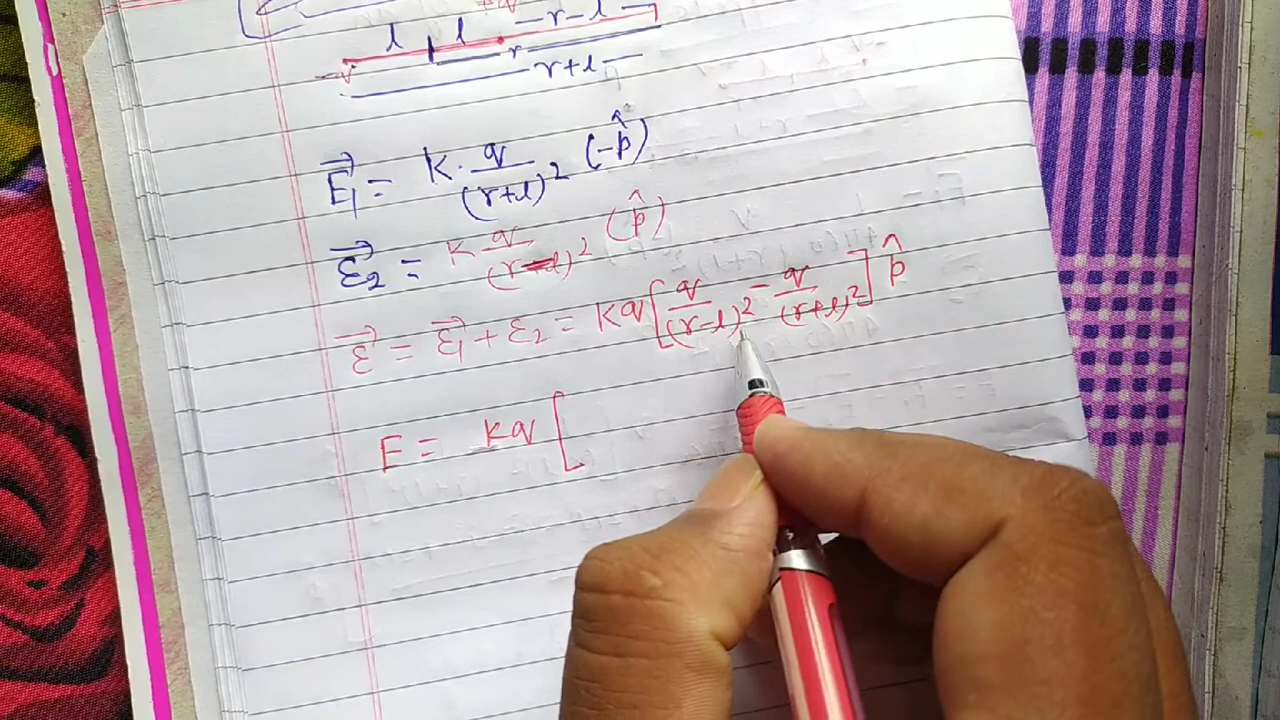 +q
l l r -r-l-
r+l
E⃗₁ = K · q/(r+l)² (-p̂)
E⃗₂ = K q/(r-l)² (p̂)
E⃗ = E⃗₁ + E₂ = Kq [q/(r-l)² - q/(r+l)²] p̂
E = Kq [